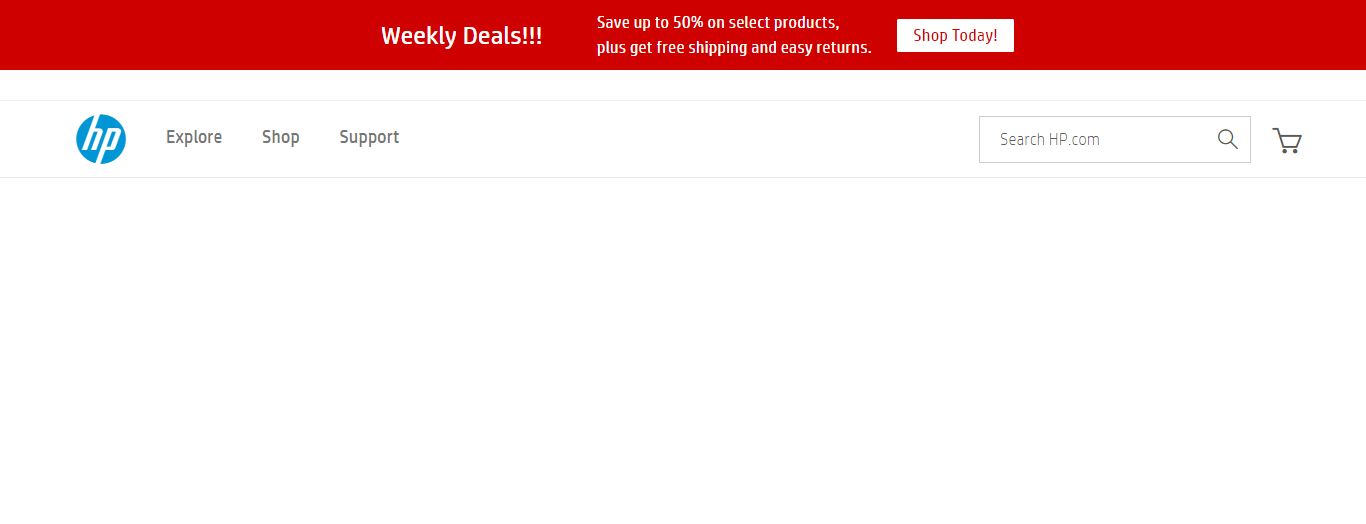 Weekly Deals!!!
Save up to 50% on select products,
plus get free shipping and easy returns.
Shop Today!
hp
Explore
Shop
Support
Search HP.com